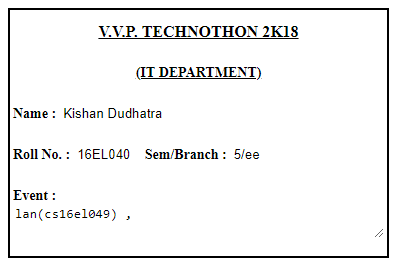 V.V.P. TECHNOTHON 2K18
(IT DEPARTMENT)
Name : Kishan Dudhatra
Roll No. : 16EL040 Sem/Branch : 5/ee
Event :
lan(cs16el049) ,